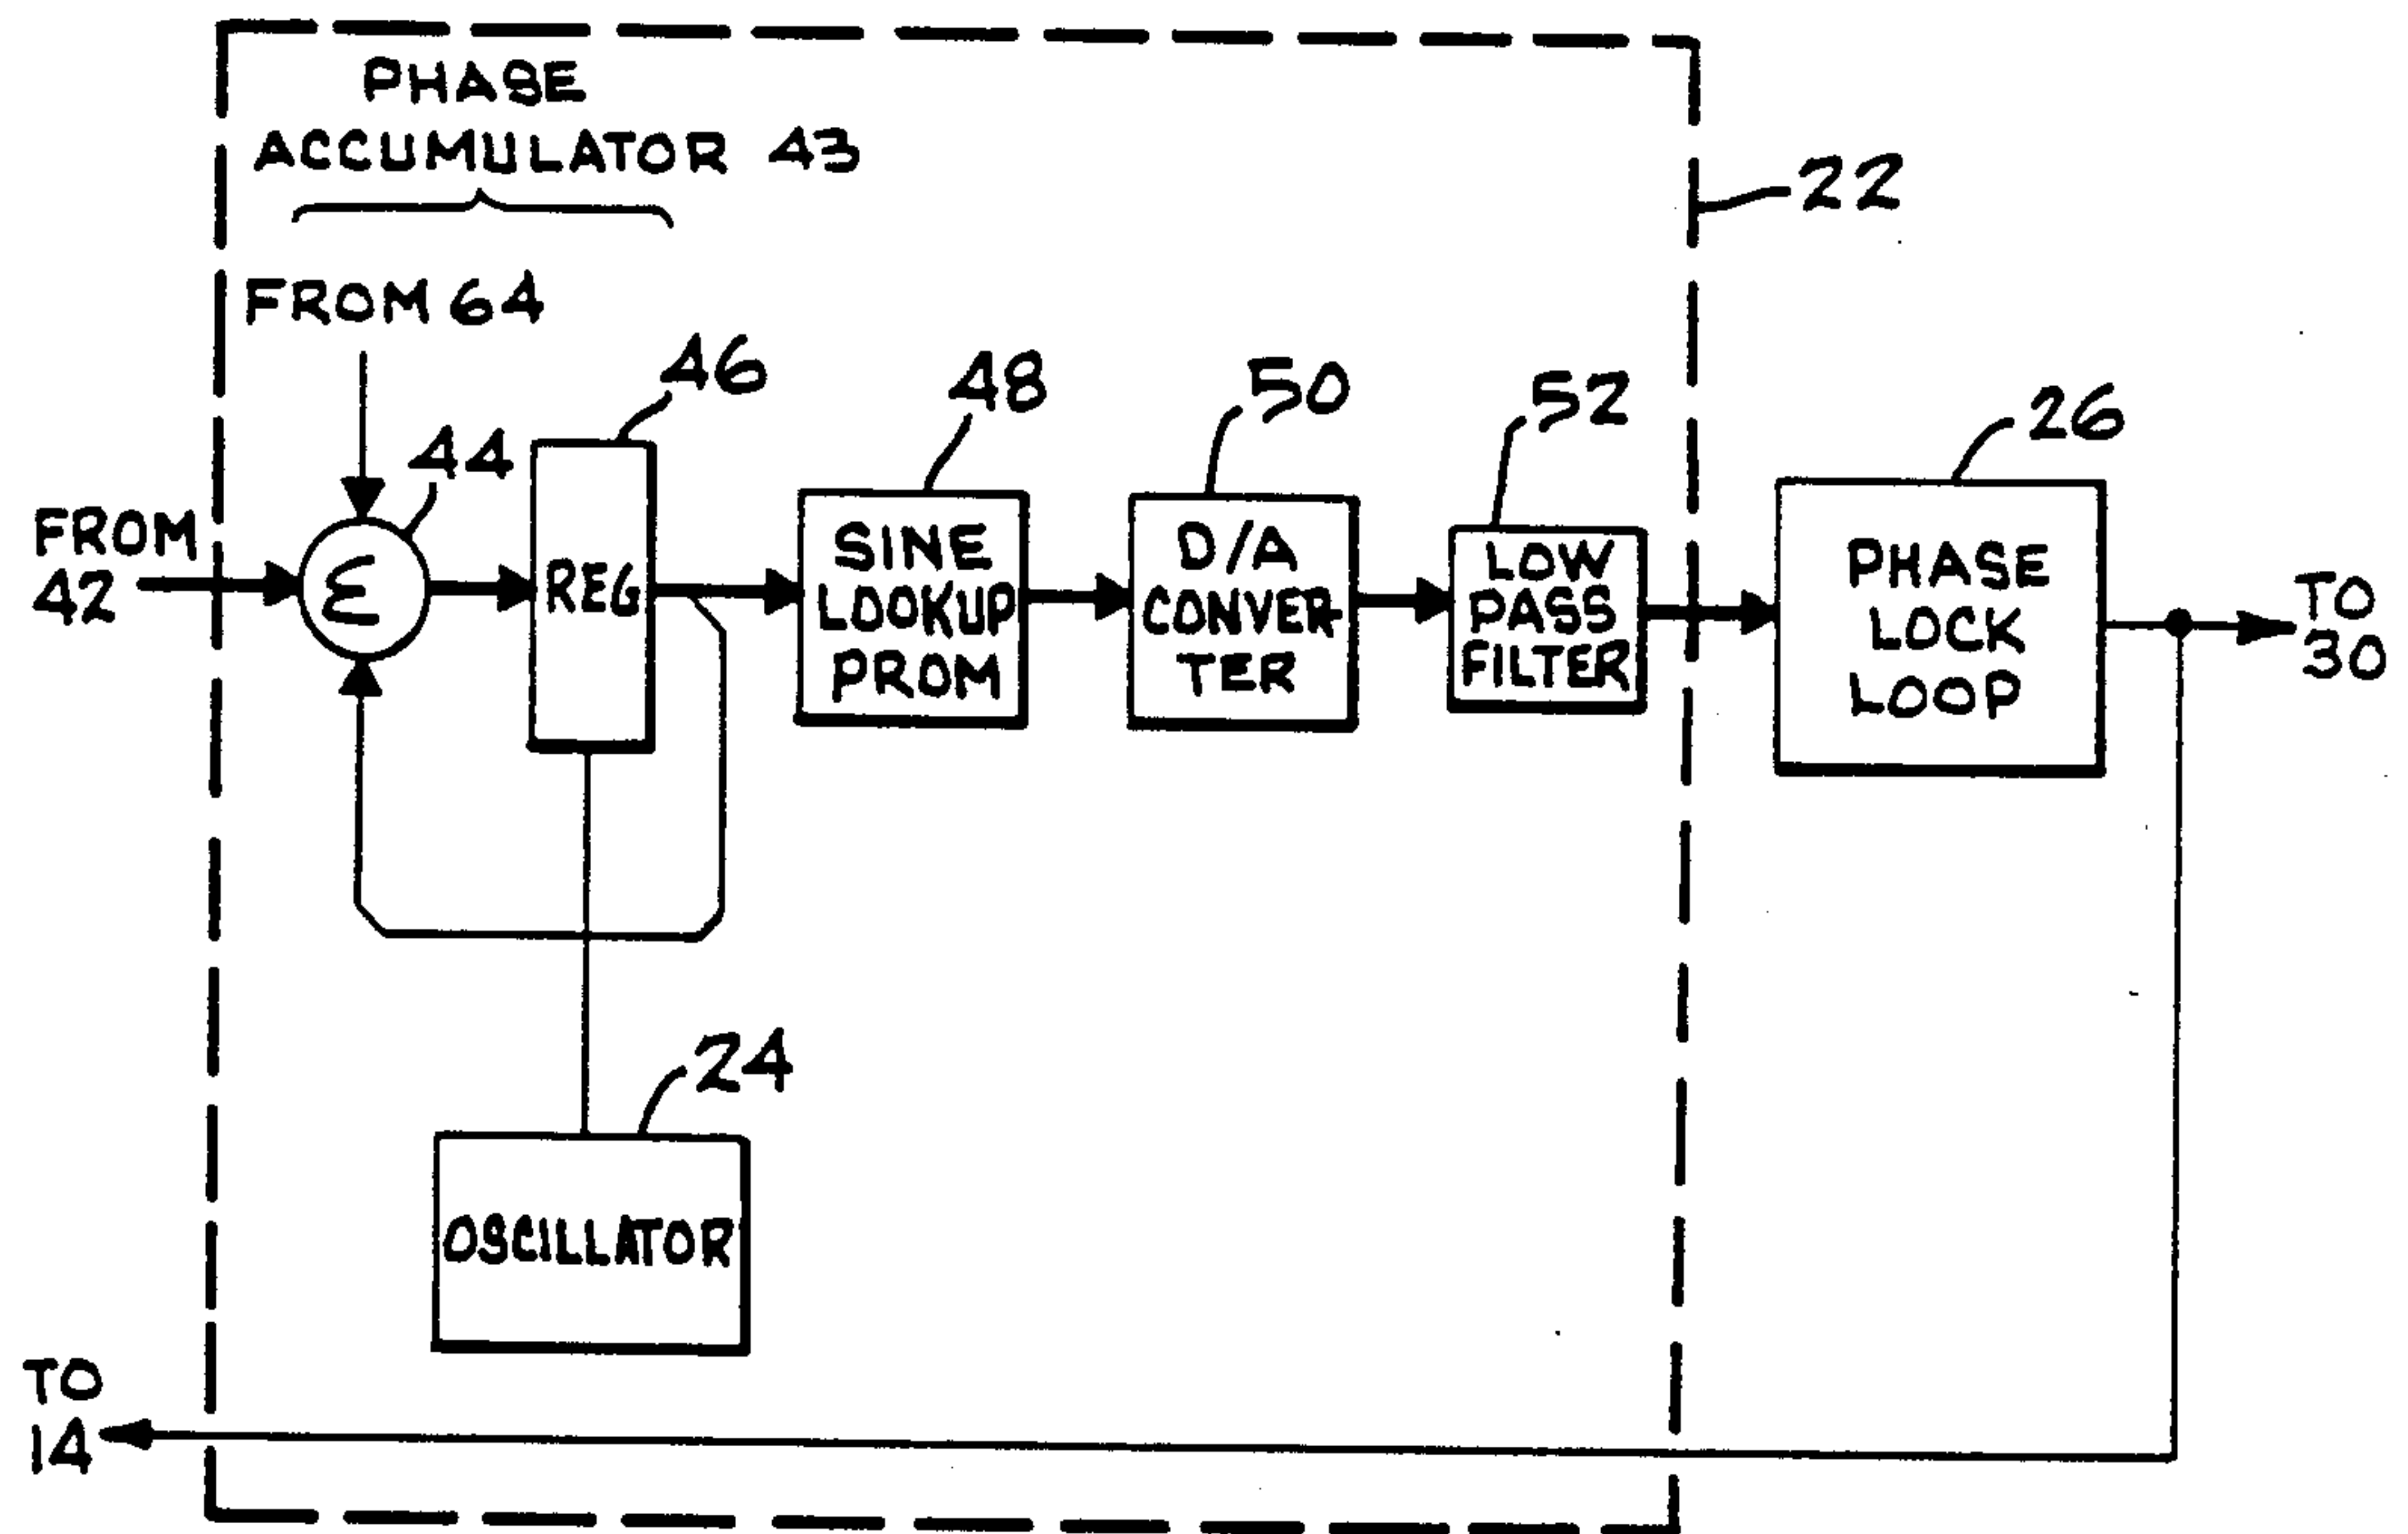 PHASE
ACCUMULATOR 43
22
FROM 64
46
48
50
52
26
44
FROM
42
Σ
REG
SINE
LOOKUP
PROM
D/A
CONVER-
TER
LOW
PASS
FILTER
PHASE
LOCK
LOOP
TO
30
24
OSCILLATOR
TO
14